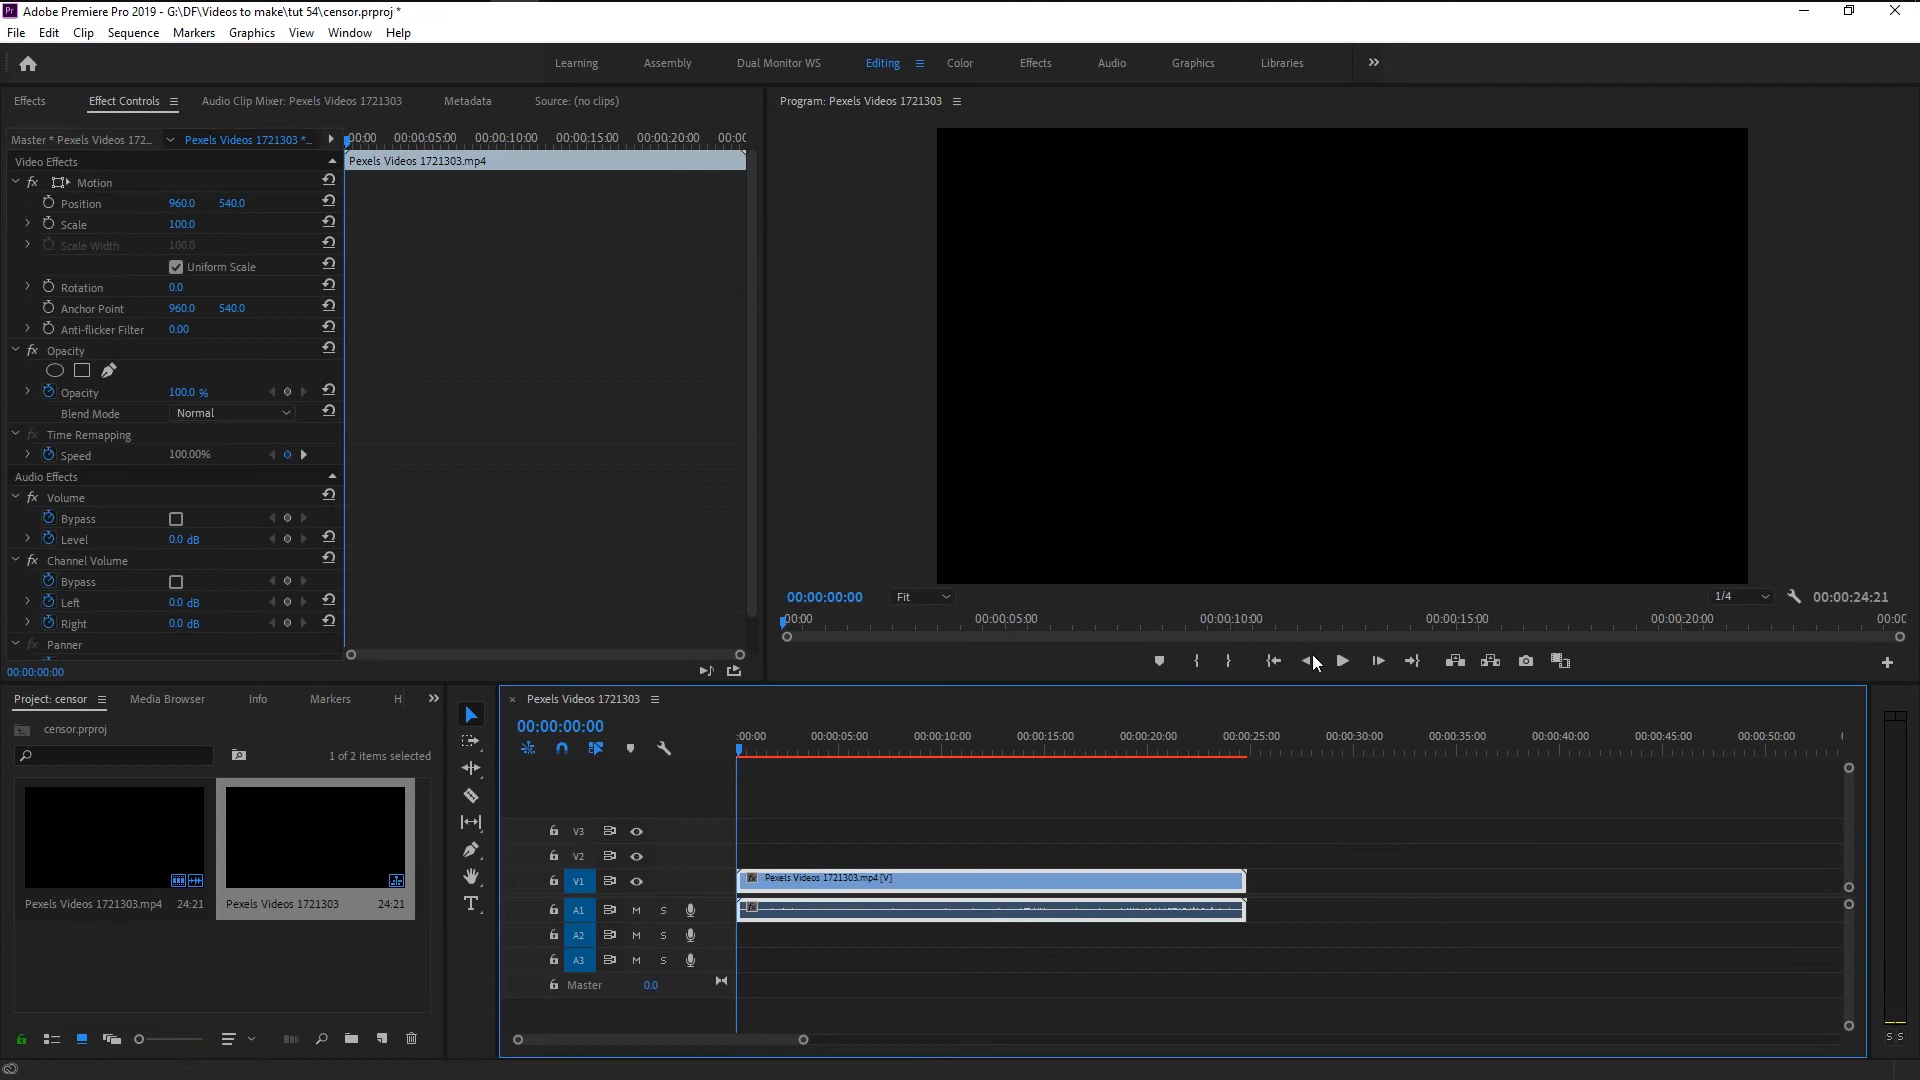 Adobe Premiere Pro 2019 - G:\DF\Videos to make\tut 54\censor.prproj *
File Edit Clip Sequence Markers Graphics View Window Help
Learning Assembly Dual Monitor WS Editing Color Effects Audio Graphics Libraries
Effects Effect Controls Audio Clip Mixer: Pexels Videos 1721303 Metadata Source: (no clips)
Program: Pexels Videos 1721303
Master * Pexels Videos 172... Pexels Videos 1721303 *...
00:00 00:00:05:00 00:00:10:00 00:00:15:00 00:00:20:00 00:00
Video Effects
Pexels Videos 1721303.mp4
fx Motion
Position 960.0 540.0
Scale 100.0
Scale Width 100.0
Uniform Scale
Rotation 0.0
Anchor Point 960.0 540.0
Anti-flicker Filter 0.00
fx Opacity
Opacity 100.0 %
Blend Mode Normal
fx Time Remapping
Speed 100.00%
Audio Effects
fx Volume
Bypass
Level 0.0 dB
fx Channel Volume
Bypass
Left 0.0 dB
Right 0.0 dB
fx Panner
00:00:00:00
00:00:00:00 Fit 1/4 00:00:24:21
00:00 00:00:05:00 00:00:10:00 00:00:15:00 00:00:20:00 00:0
Project: censor Media Browser Info Markers H
censor.prproj
1 of 2 items selected
Pexels Videos 1721303.mp4 24:21
Pexels Videos 1721303 24:21
Pexels Videos 1721303
00:00:00:00
:00:00 00:00:05:00 00:00:10:00 00:00:15:00 00:00:20:00 00:00:25:00 00:00:30:00 00:00:35:00 00:00:40:00 00:00:45:00 00:00:50:00
V3
V2
V1
fx Pexels Videos 1721303.mp4 [V]
A1 M S fx
A2 M S
A3 M S
Master 0.0
S S